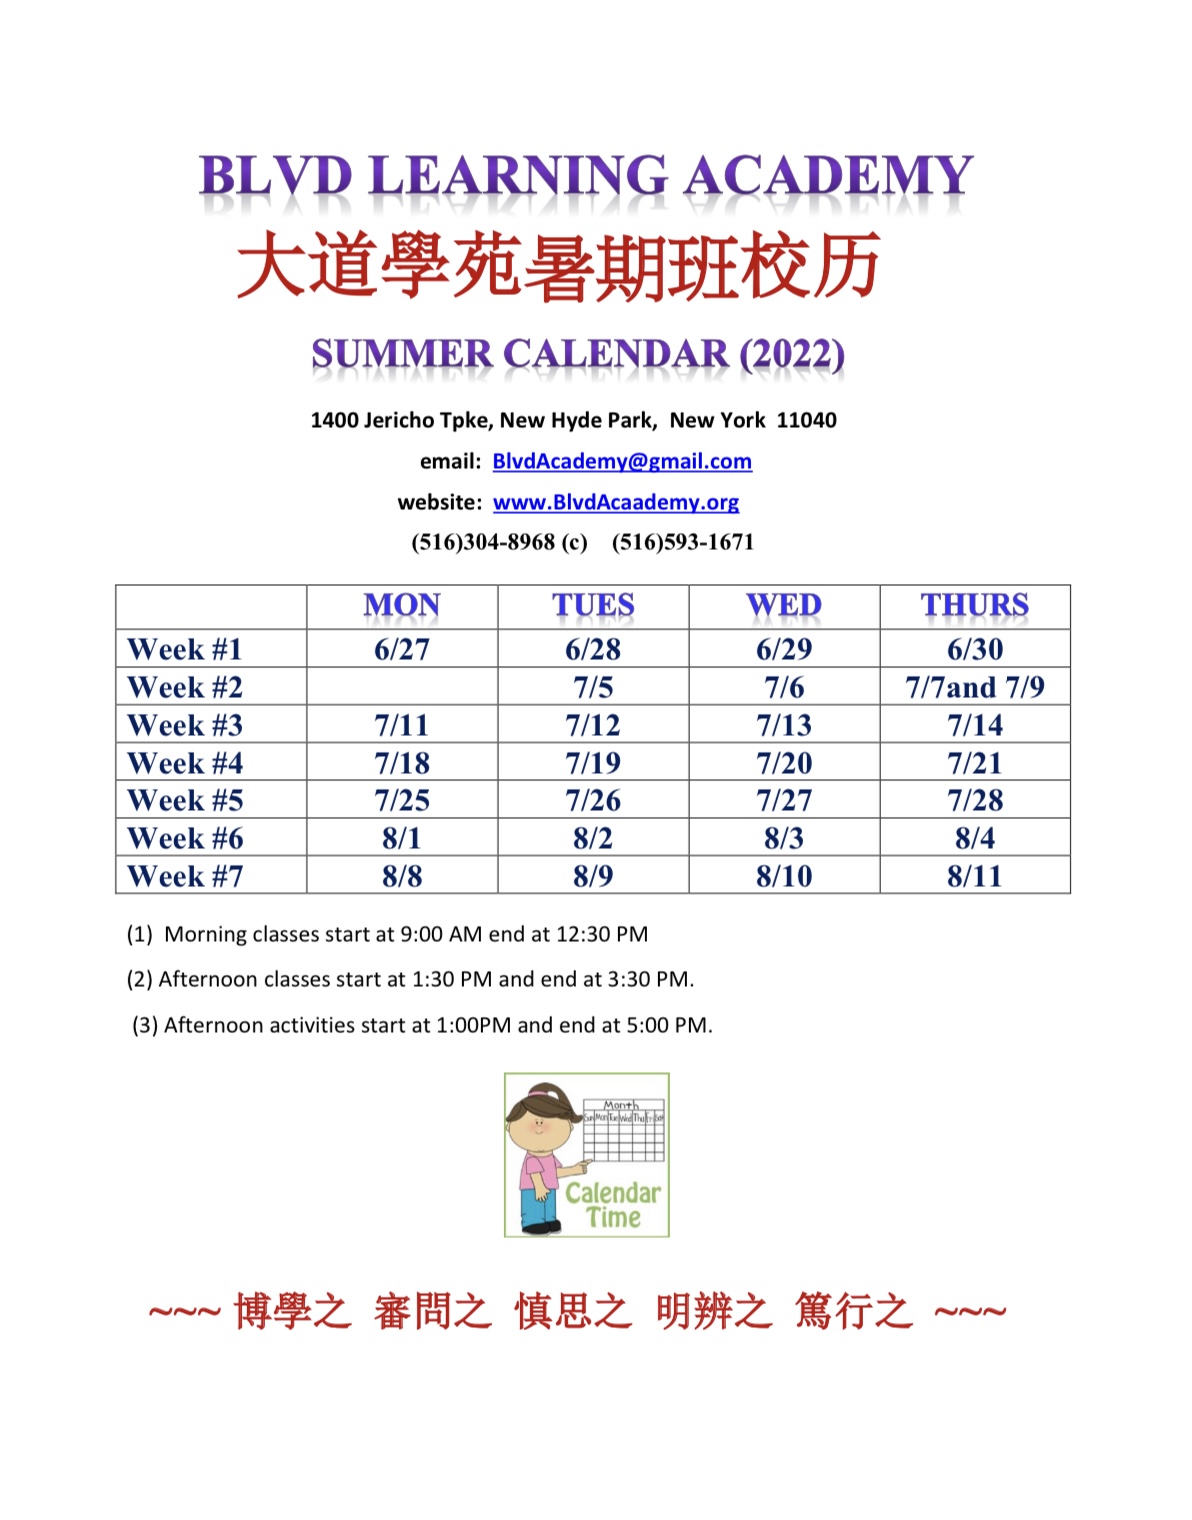 BLVD LEARNING ACADEMY
大道學苑暑期班校历
SUMMER CALENDAR (2022)
1400 Jericho Tpke, New Hyde Park, New York 11040
email: BlvdAcademy@gmail.com
website: www.BlvdAcaademy.org
(516)304-8968 (c) (516)593-1671
MON TUES WED THURS
Week #1 6/27 6/28 6/29 6/30
Week #2 7/5 7/6 7/7and 7/9
Week #3 7/11 7/12 7/13 7/14
Week #4 7/18 7/19 7/20 7/21
Week #5 7/25 7/26 7/27 7/28
Week #6 8/1 8/2 8/3 8/4
Week #7 8/8 8/9 8/10 8/11
(1) Morning classes start at 9:00 AM end at 12:30 PM
(2) Afternoon classes start at 1:30 PM and end at 3:30 PM.
(3) Afternoon activities start at 1:00PM and end at 5:00 PM.
Month
Sun Mon Tue Wed Thu Fri Sat
Calendar
Time
~~~ 博學之 審問之 慎思之 明辨之 篤行之 ~~~